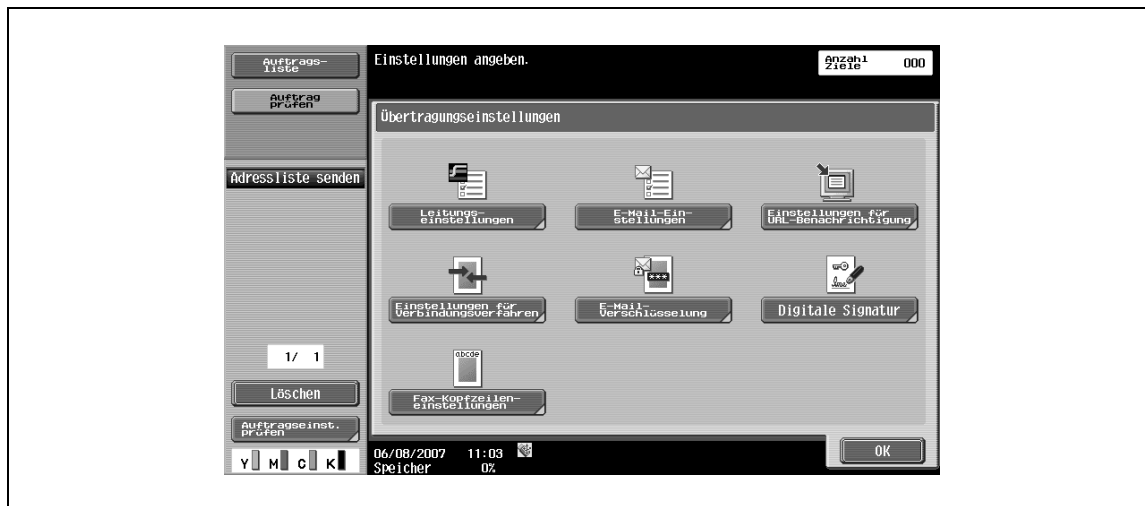 Auftrags-
liste
Auftrag
prüfen
Adressliste senden
1/ 1
Löschen
Auftragseinst.
prüfen
Y M C K
Einstellungen angeben.
Anzahl
Ziele 000
Übertragungseinstellungen
Leitungs-
einstellungen
E-Mail-Ein-
stellungen
Einstellungen für
URL-Benachrichtigung
Einstellungen für
Verbindungsverfahren
E-Mail-
Verschlüsselung
Digitale Signatur
abcde
Fax-Kopfzeilen-
einstellungen
06/08/2007 11:03
Speicher 0%
OK